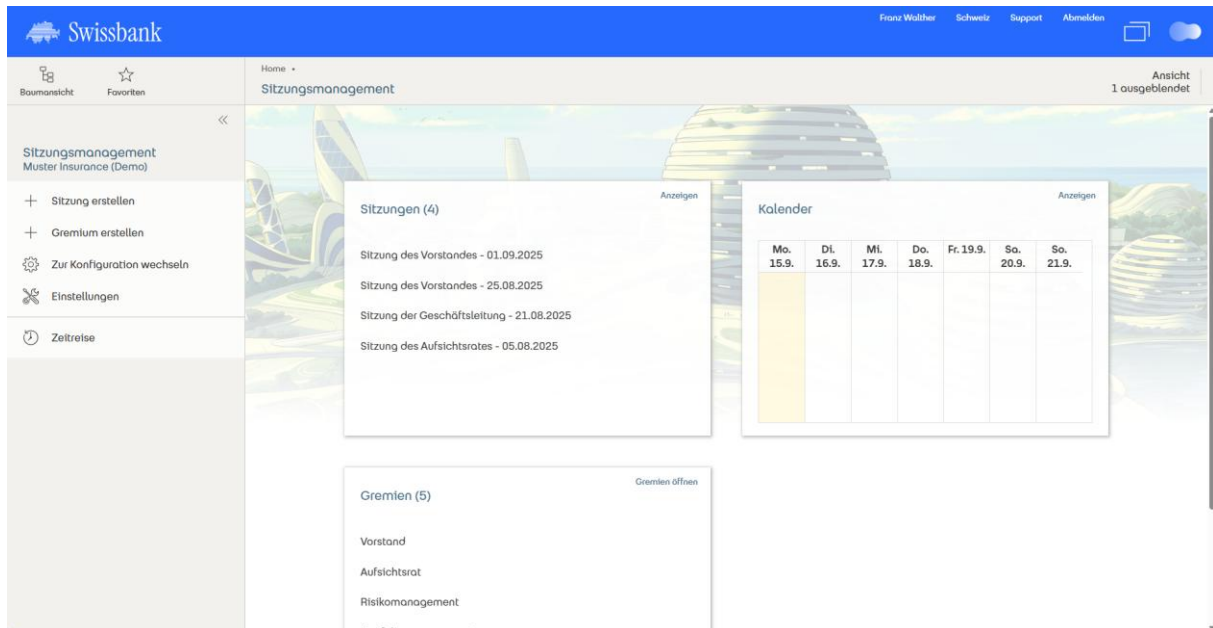 Swissbank
Franz Walther Schweiz Support Abmelden
Baumansicht Favoriten
Home
Sitzungsmanagement
Ansicht
1 ausgeblendet
Sitzungsmanagement
Muster Insurance (Demo)
Sitzung erstellen
Gremium erstellen
Zur Konfiguration wechseln
Einstellungen
Zeitreise
Anzeigen
Sitzungen (4)
Sitzung des Vorstandes - 01.09.2025
Sitzung des Vorstandes - 25.08.2025
Sitzung der Geschäftsleitung - 21.08.2025
Sitzung des Aufsichtsrates - 05.08.2025
Anzeigen
Kalender
Mo. Di. Mi. Do. Fr. 19.9. Sa. So.
15.9. 16.9. 17.9. 18.9. 20.9. 21.9.
Gremien öffnen
Gremien (5)
Vorstand
Aufsichtsrat
Risikomanagement